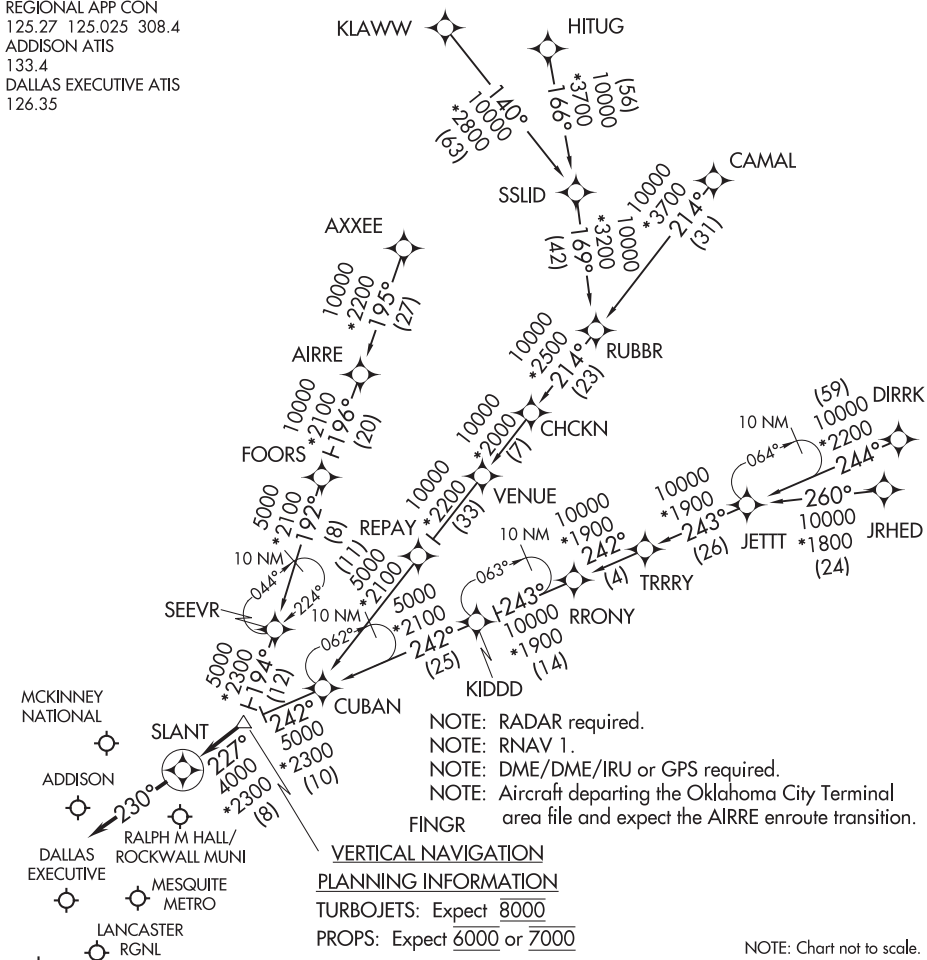 REGIONAL APP CON
125.27 125.025 308.4
ADDISON ATIS
133.4
DALLAS EXECUTIVE ATIS
126.35
KLAWW
HITUG
140°
10000
*2800
(63)
(56)
10000
*3700
166°
SSLID
CAMAL
10000
*3700
214°
(31)
10000
*3200
169°
(42)
AXXEE
10000
*2200
195°
(27)
RUBBR
10000
*2500
214°
(23)
AIRRE
10000
*2100
196°
(20)
CHCKN
10000
*2000
(7)
DIRRK
(59)
10000
*2200
244°
10 NM
064°
FOORS
5000
*2100
192°
(8)
VENUE
10000
*2200
(33)
JRHED
260°
10000
*1800
(24)
JETTT
10000
*1900
243°
(26)
REPAY
(11)
5000
*2100
TRRRY
10000
*1900
242°
(4)
10 NM
063°
RRONY
243°
10000
*1900
(14)
10 NM
044°
224°
SEEVR
10 NM
062°
5000
*2100
242°
(25)
KIDDD
5000
*2300
194°
(12)
CUBAN
242°
5000
*2300
(10)
MCKINNEY
NATIONAL
SLANT
227°
4000
*2300
(8)
ADDISON
230°
RALPH M HALL/
ROCKWALL MUNI
DALLAS
EXECUTIVE
MESQUITE
METRO
LANCASTER
RGNL
NOTE: RADAR required.
NOTE: RNAV 1.
NOTE: DME/DME/IRU or GPS required.
NOTE: Aircraft departing the Oklahoma City Terminal
area file and expect the AIRRE enroute transition.
FINGR
VERTICAL NAVIGATION
PLANNING INFORMATION
TURBOJETS: Expect 8000
PROPS: Expect 6000 or 7000
NOTE: Chart not to scale.